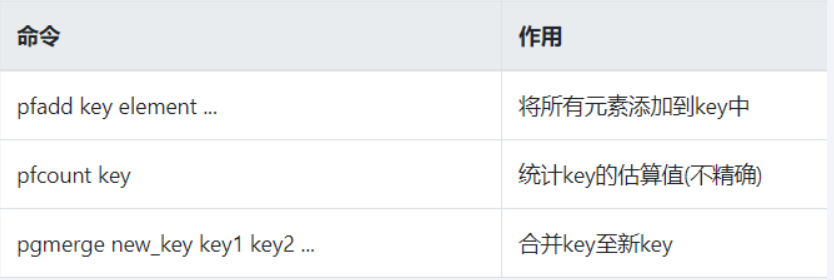 命令 作用
pfadd key element ... 将所有元素添加到key中
pfcount key 统计key的估算值(不精确)
pgmerge new_key key1 key2 ... 合并key至新key